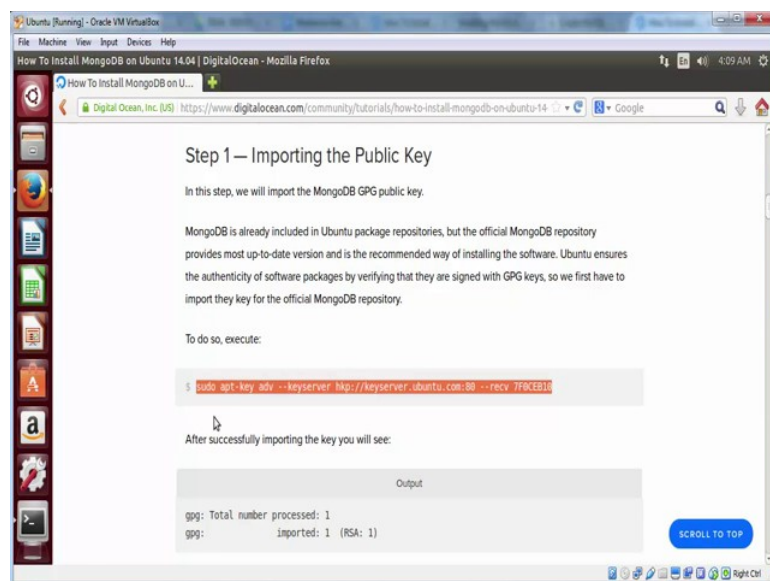 Ubuntu [Running] - Oracle VM VirtualBox
File Machine View Input Devices Help
How To Install MongoDB on Ubuntu 14.04 | DigitalOcean - Mozilla Firefox
En 4:09 AM
How To Install MongoDB on U...
Digital Ocean, Inc. (US) https://www.digitalocean.com/community/tutorials/how-to-install-mongodb-on-ubuntu-14 Google
Step 1 — Importing the Public Key
In this step, we will import the MongoDB GPG public key.
MongoDB is already included in Ubuntu package repositories, but the official MongoDB repository
provides most up-to-date version and is the recommended way of installing the software. Ubuntu ensures
the authenticity of software packages by verifying that they are signed with GPG keys, so we first have to
import they key for the official MongoDB repository.
To do so, execute:
$ sudo apt-key adv --keyserver hkp://keyserver.ubuntu.com:80 --recv 7F0CEB10
After successfully importing the key you will see:
Output
gpg: Total number processed: 1
gpg: imported: 1 (RSA: 1)
SCROLL TO TOP
Right Ctrl